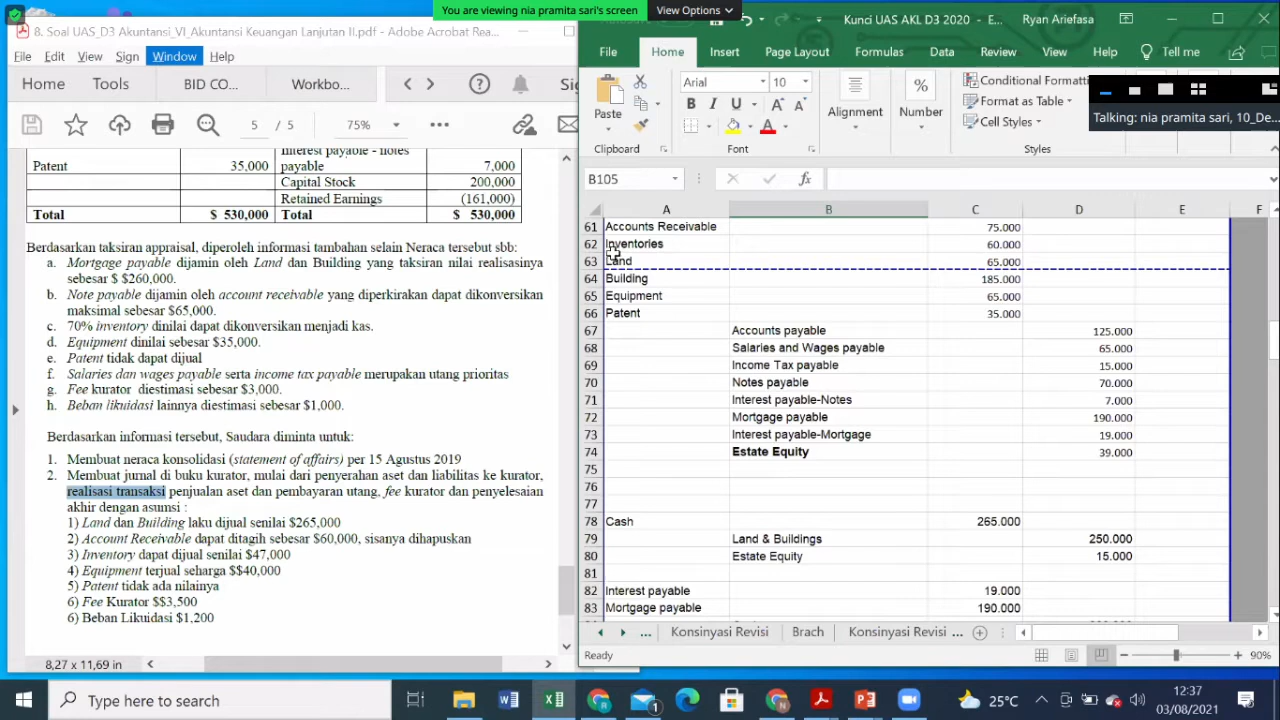 You are viewing nia pramita sari's screen
View Options
8. Soal UAS_D3 Akuntansi_VI_Akuntansi Keuangan Lanjutan II.pdf - Adobe Acrobat Rea...
File Edit View Sign Window Help
Home Tools BID CO... Workbo...
5 / 5 75%
Interest payable - notes
Patent 35,000 payable 7,000
Capital Stock 200,000
Retained Earnings (161,000)
Total $ 530,000 Total $ 530,000
Berdasarkan taksiran appraisal, diperoleh informasi tambahan selain Neraca tersebut sbb:
a. Mortgage payable dijamin oleh Land dan Building yang taksiran nilai realisasinya
sebesar $ $260,000.
b. Note payable dijamin oleh account receivable yang diperkirakan dapat dikonversikan
maksimal sebesar $65,000.
c. 70% inventory dinilai dapat dikonversikan menjadi kas.
d. Equipment dinilai sebesar $35,000.
e. Patent tidak dapat dijual
f. Salaries dan wages payable serta income tax payable merupakan utang prioritas
g. Fee kurator diestimasi sebesar $3,000.
h. Beban likuidasi lainnya diestimasi sebesar $1,000.
Berdasarkan informasi tersebut, Saudara diminta untuk:
1. Membuat neraca konsolidasi (statement of affairs) per 15 Agustus 2019
2. Membuat jurnal di buku kurator, mulai dari penyerahan aset dan liabilitas ke kurator,
realisasi transaksi penjualan aset dan pembayaran utang, fee kurator dan penyelesaian
akhir dengan asumsi :
1) Land dan Building laku dijual senilai $265,000
2) Account Receivable dapat ditagih sebesar $60,000, sisanya dihapuskan
3) Inventory dapat dijual senilai $47,000
4) Equipment terjual seharga $$40,000
5) Patent tidak ada nilainya
6) Fee Kurator $$3,500
6) Beban Likuidasi $1,200
8,27 x 11,69 in
Kunci UAS AKL D3 2020 - E... Ryan Ariefasa
File Home Insert Page Layout Formulas Data Review View Help Tell me
Arial 10
Paste B I U A A Alignment Number
Conditional Formatti
Format as Table
Cell Styles
Clipboard Font Styles
Talking: nia pramita sari, 10_De...
B105 fx
A B C D E F
61 Accounts Receivable 75.000
62 Inventories 60.000
63 Land 65.000
64 Building 185.000
65 Equipment 65.000
66 Patent 35.000
67 Accounts payable 125.000
68 Salaries and Wages payable 65.000
69 Income Tax payable 15.000
70 Notes payable 70.000
71 Interest payable-Notes 7.000
72 Mortgage payable 190.000
73 Interest payable-Mortgage 19.000
74 Estate Equity 39.000
75
76
77
78 Cash 265.000
79 Land & Buildings 250.000
80 Estate Equity 15.000
81
82 Interest payable 19.000
83 Mortgage payable 190.000
... Konsinyasi Revisi Brach Konsinyasi Revisi ...
Ready 90%
Type here to search
1
25°C
12:37
03/08/2021